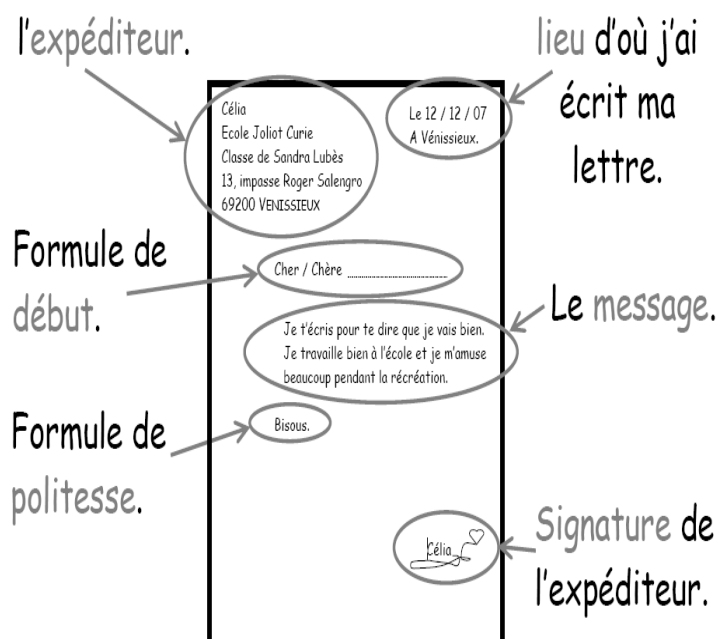 l'expéditeur.
lieu d'où j'ai
écrit ma
lettre.
Célia
Ecole Joliot Curie
Classe de Sandra Lubès
13, impasse Roger Salengro
69200 VENISSIEUX
Le 12 / 12 / 07
A Vénissieux.
Formule de
début.
Cher / Chère ..............................
Le message.
Je t'écris pour te dire que je vais bien.
Je travaille bien à l'école et je m'amuse
beaucoup pendant la récréation.
Formule de
politesse.
Bisous.
Célia
Signature de
l'expéditeur.